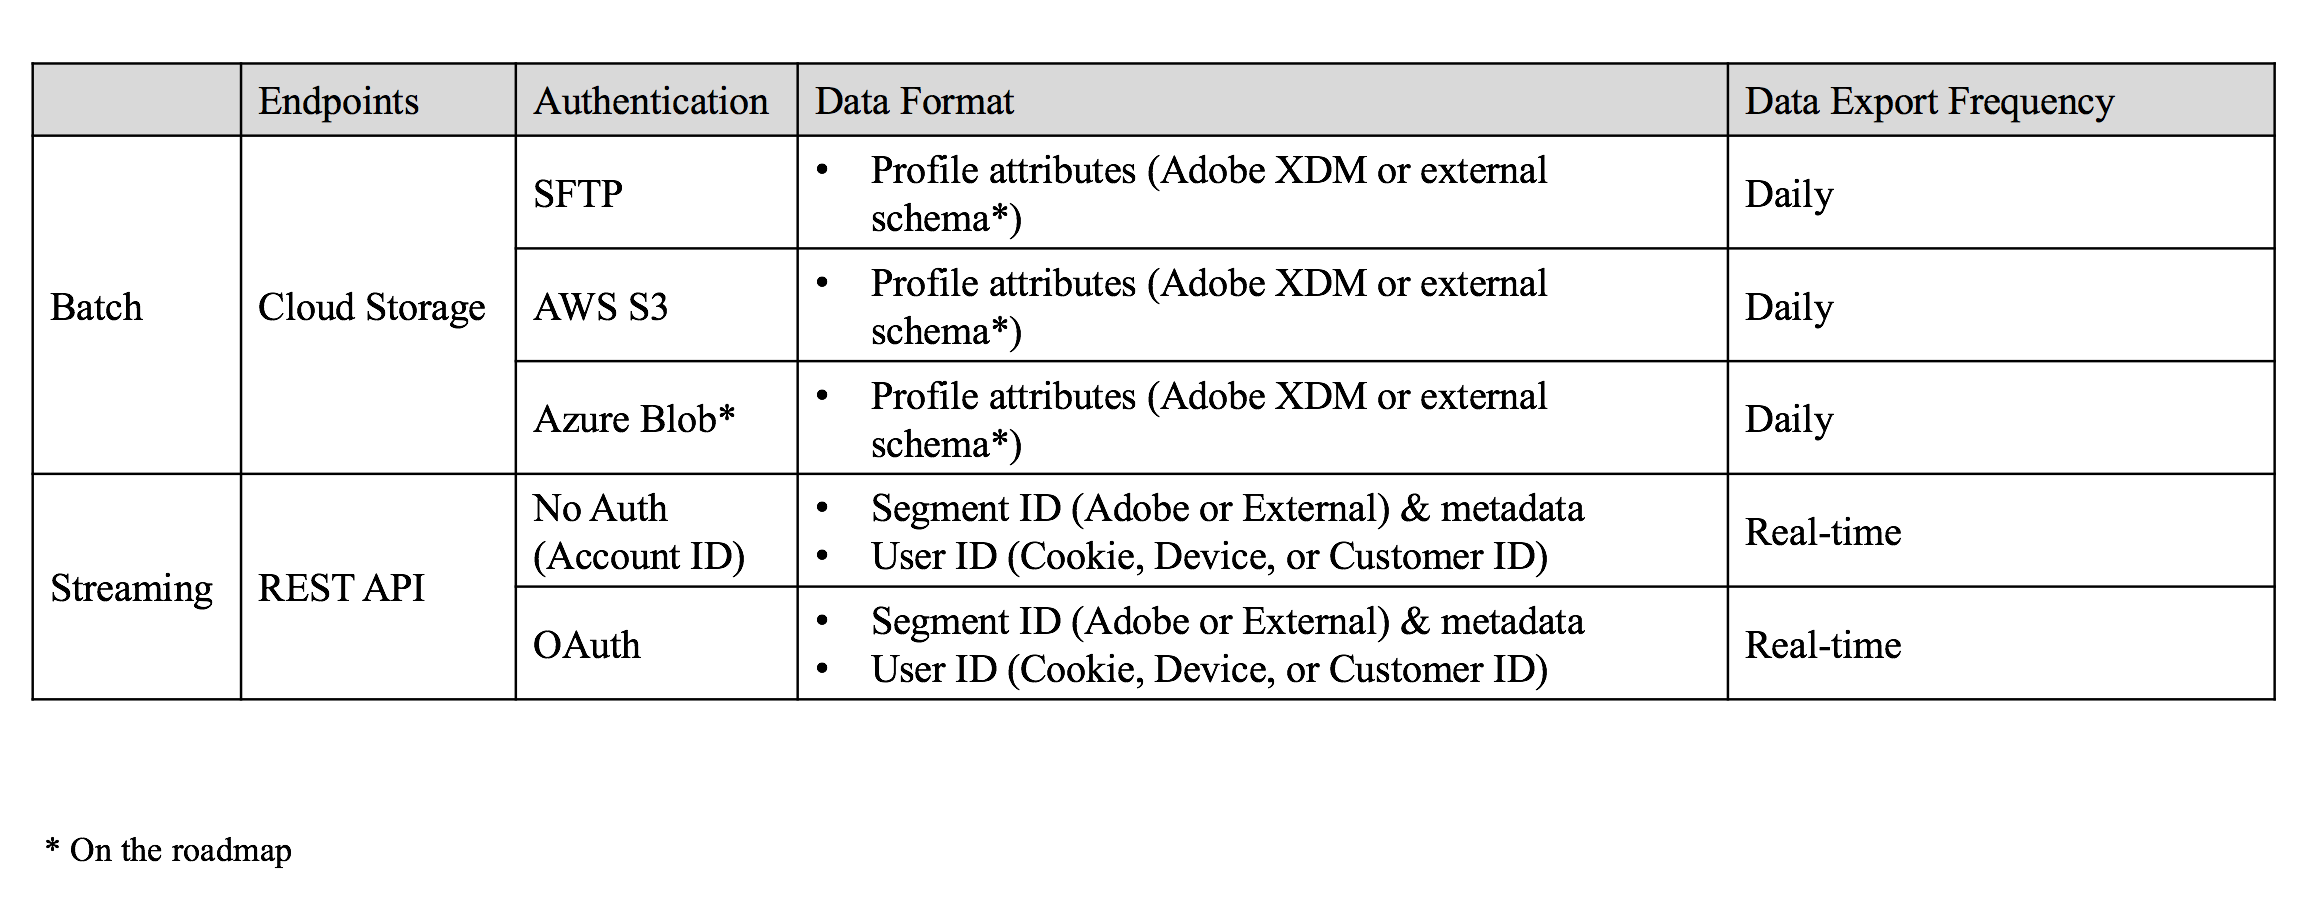 Endpoints Authentication Data Format Data Export Frequency
Batch
Cloud Storage
SFTP
• Profile attributes (Adobe XDM or external
schema*)
Daily
AWS S3
• Profile attributes (Adobe XDM or external
schema*)
Daily
Azure Blob*
• Profile attributes (Adobe XDM or external
schema*)
Daily
Streaming
REST API
No Auth
(Account ID)
• Segment ID (Adobe or External) & metadata
• User ID (Cookie, Device, or Customer ID)
Real-time
OAuth
• Segment ID (Adobe or External) & metadata
• User ID (Cookie, Device, or Customer ID)
Real-time
* On the roadmap